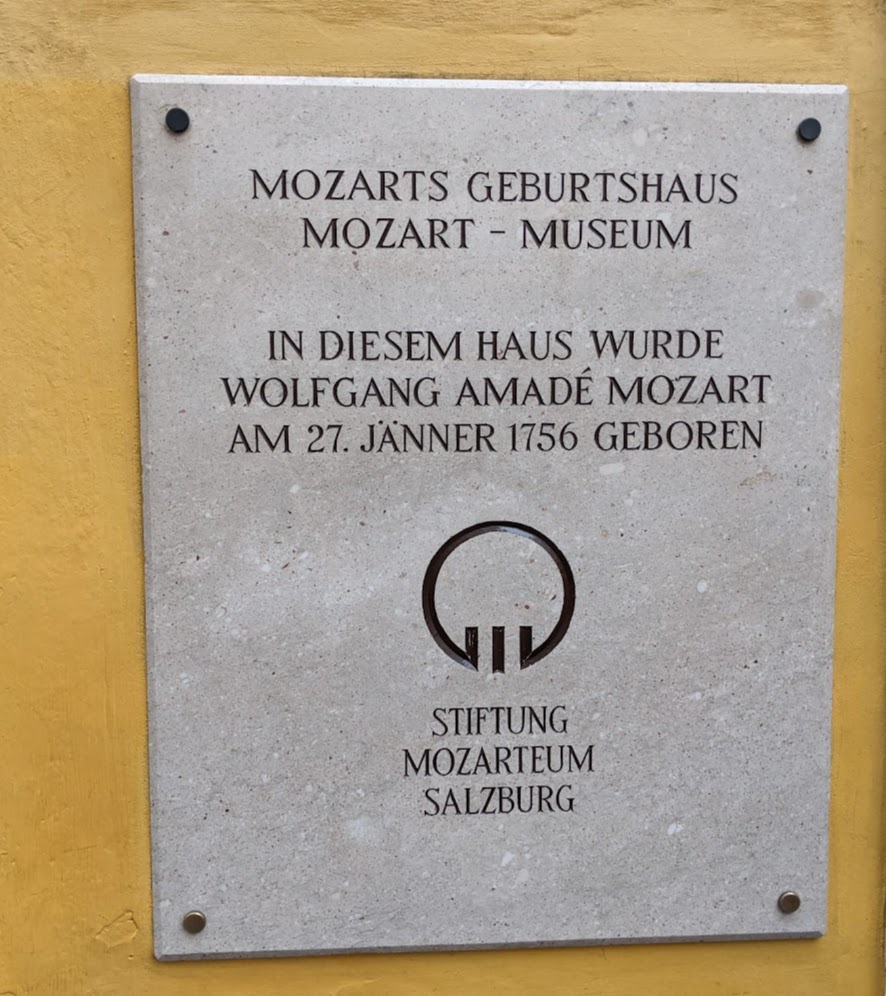 MOZARTS GEBURTSHAUS
MOZART - MUSEUM
IN DIESEM HAUS WURDE
WOLFGANG AMADÉ MOZART
AM 27. JÄNNER 1756 GEBOREN
STIFTUNG
MOZARTEUM
SALZBURG